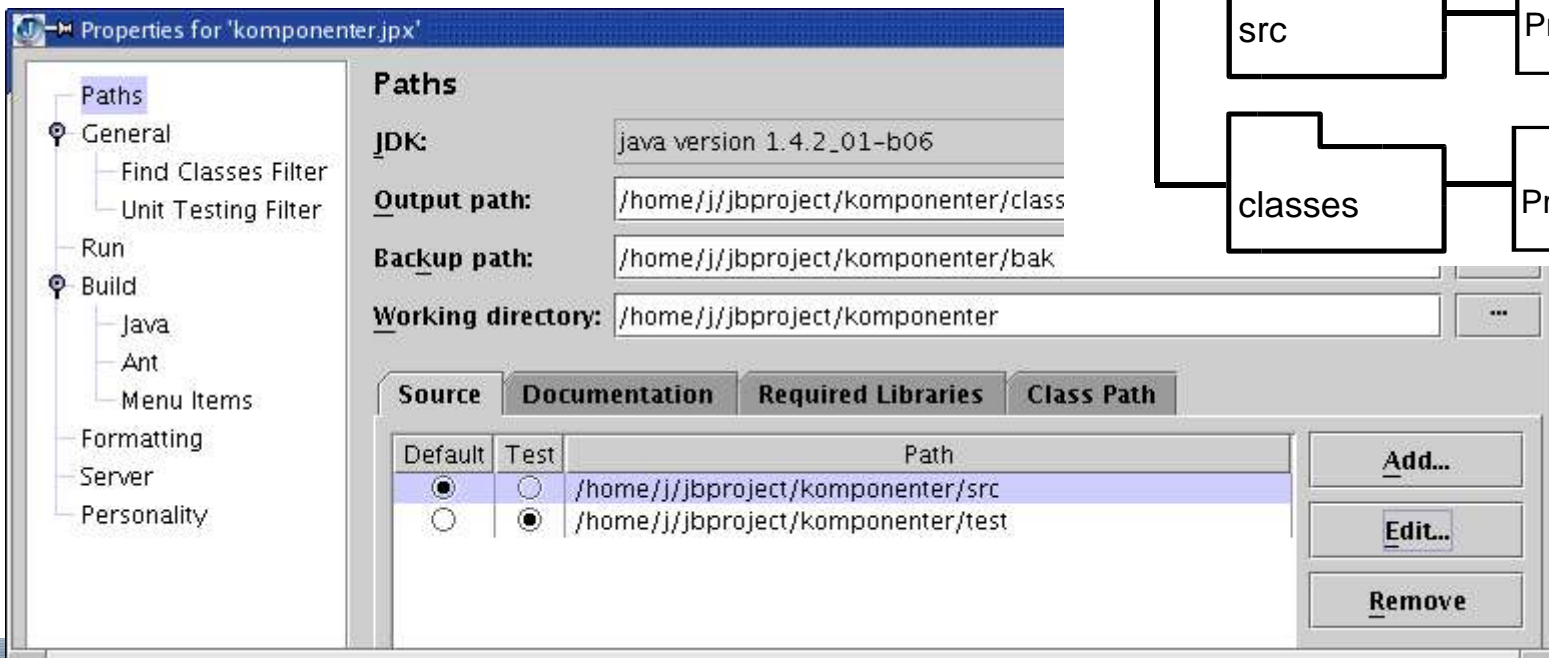 Properties for 'komponenter.jpx'
Paths
General
Find Classes Filter
Unit Testing Filter
Run
Build
Java
Ant
Menu Items
Formatting
Server
Personality
Paths
JDK: java version 1.4.2_01-b06
Output path: /home/j/jbproject/komponenter/class
Backup path: /home/j/jbproject/komponenter/bak
Working directory: /home/j/jbproject/komponenter ...
Source Documentation Required Libraries Class Path
Default Test Path
/home/j/jbproject/komponenter/src
/home/j/jbproject/komponenter/test
Add...
Edit...
Remove
src
classes